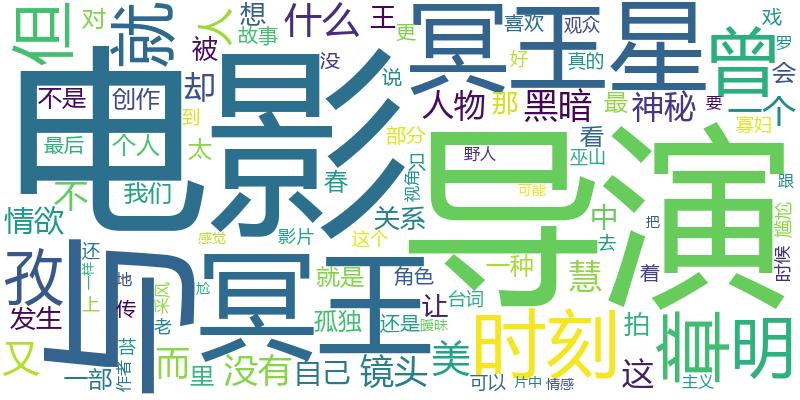 电影
导演
冥王星
冥王
时刻
章明
与
曾
孜
但
就
人
对
想
故事
被
什么
王
更
没
却
说
喜欢
观众
好
真的
戏
罗
会
不是
创作
到
最后
个人
太
我们
不
情欲
人物
那
黑暗
最
神秘
要
一个
寡妇
部分
野人
看
巫山
可能
视角
只
春
关系
影片
这个
感觉
中
去
把
跟
尴尬
时候
着
慧
一种
角色
就是
让
台词
孤独
还是
暧昧
还
一样
上
地
传
采风
尬
老
发生
又
一部
作者
而
里
没有
自己
镜头
美
可以
片中
情感
拍
这
主义